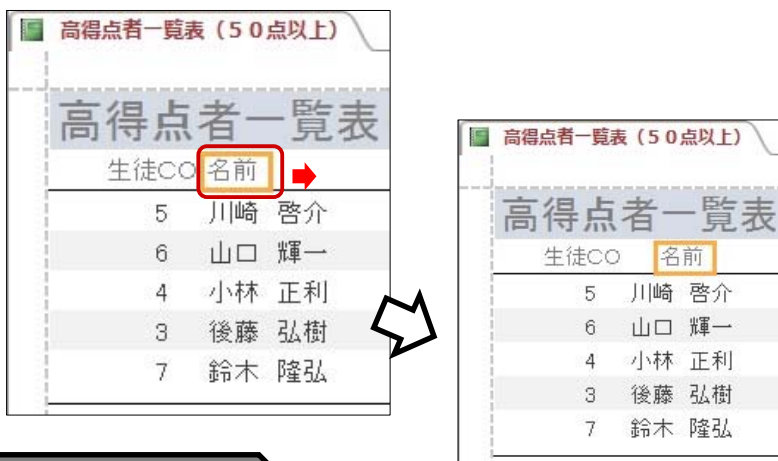 高得点者一覧表（５０点以上）
高得点者一覧表
生徒CO 名前
5 川崎 啓介
6 山口 輝一
4 小林 正利
3 後藤 弘樹
7 鈴木 隆弘
高得点者一覧表（５０点以上）
高得点者一覧表
生徒CO 名前
5 川崎 啓介
6 山口 輝一
4 小林 正利
3 後藤 弘樹
7 鈴木 隆弘